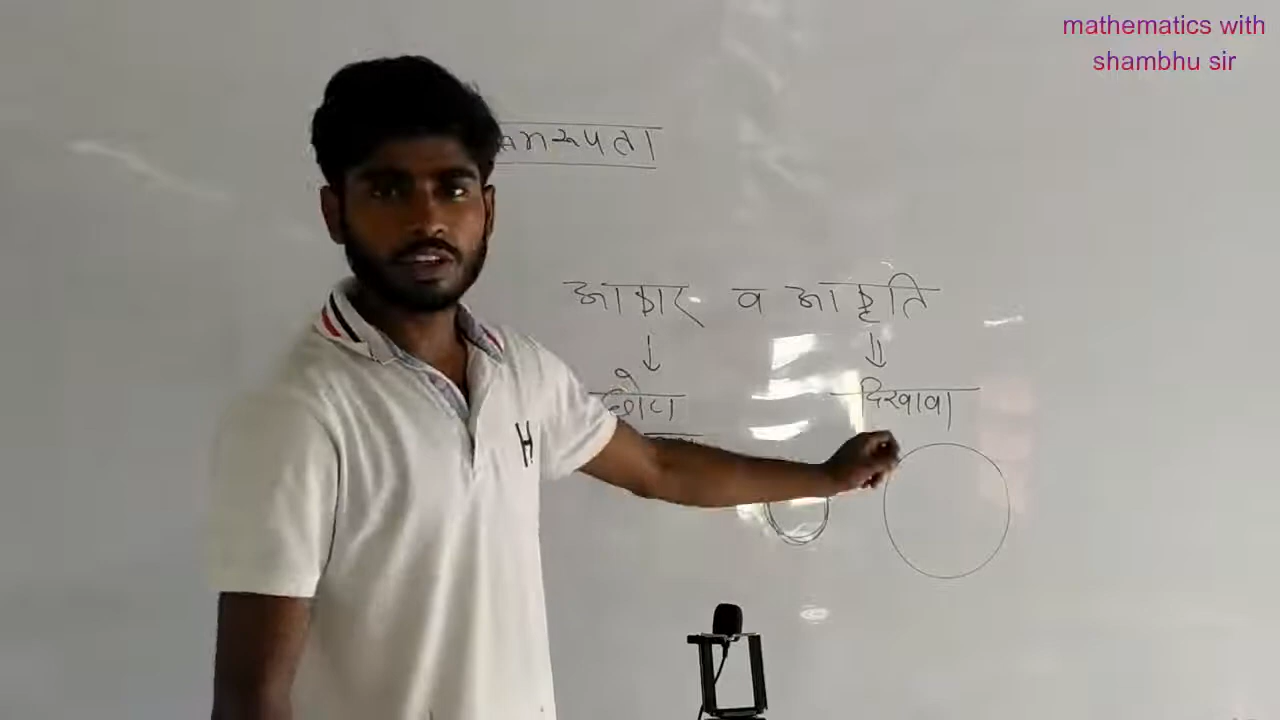 mathematics with
shambhu sir
समरूपता
आकार व आकृति
छोटा
दिखावा
H